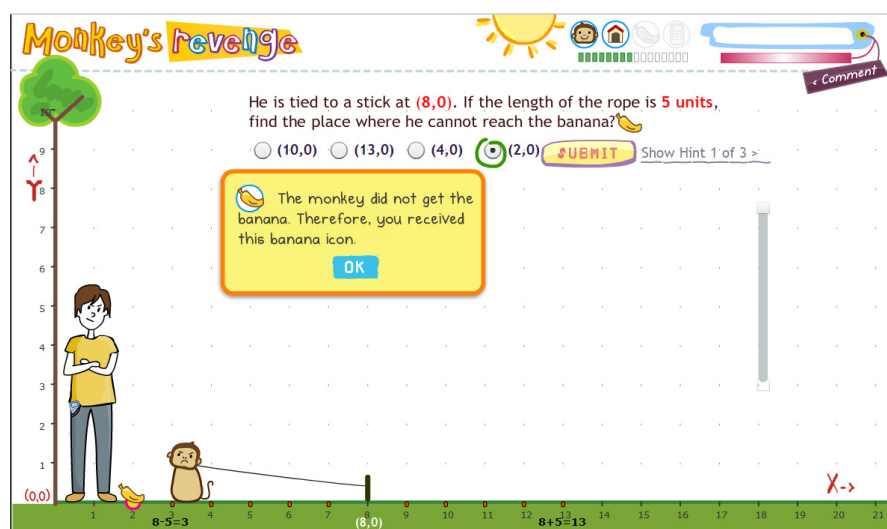 Monkey's revenge
< Comment
He is tied to a stick at (8,0). If the length of the rope is 5 units,
find the place where he cannot reach the banana?
(10,0) (13,0) (4,0) (2,0) SUBMIT Show Hint 1 of 3 >
The monkey did not get the
banana. Therefore, you received
this banana icon.
OK
Y->
10
9
8
7
6
5
4
3
2
1
(0,0)
X->
1 2 3 4 5 6 7 (8,0) 9 10 11 12 13 14 15 16 17 18 19 20 21
8-5=3 8+5=13